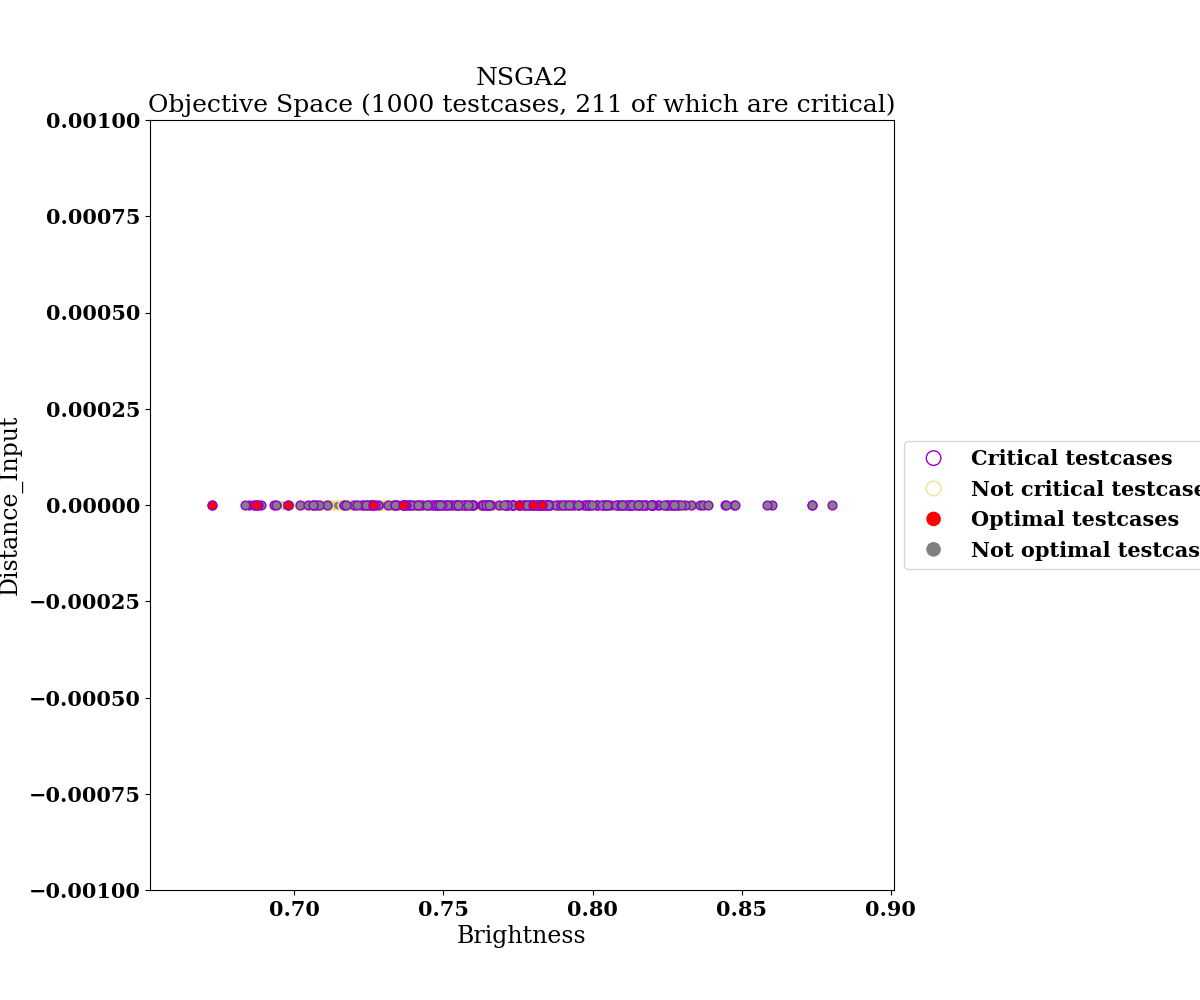 NSGA2
Objective Space (1000 testcases, 211 of which are critical)
0.00100
0.00075
0.00050
0.00025
0.00000
−0.00025
−0.00050
−0.00075
−0.00100
Distance_Input
0.70
0.75
0.80
0.85
0.90
Brightness
Critical testcases
Not critical testcase
Optimal testcases
Not optimal testcas